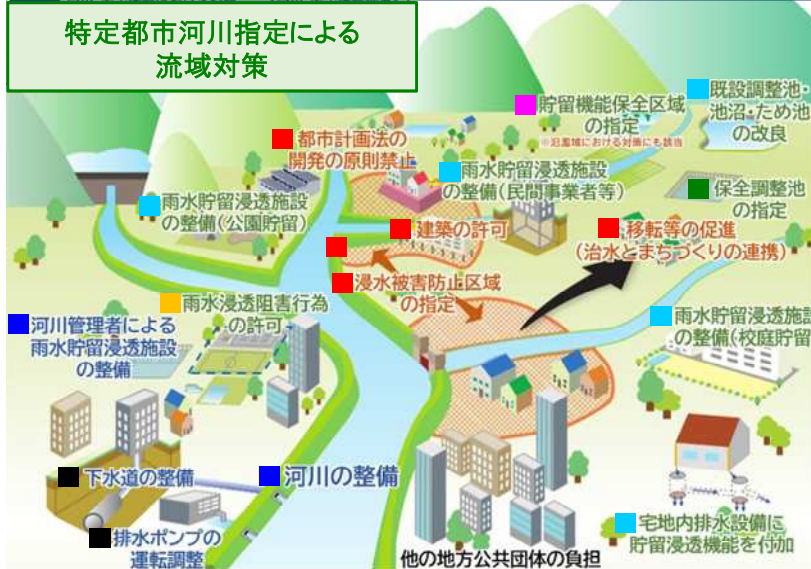 特定都市河川指定による
流域対策
貯留機能保全区域
の指定
※氾濫域における対策にも該当
既設調整池・
池沼・ため池
の改良
都市計画法の
開発の原則禁止
雨水貯留浸透施設
の整備(民間事業者等)
雨水貯留浸透施設
の整備(公園貯留)
保全調整池
の指定
建築の許可
移転等の促進
(治水とまちづくりの連携)
浸水被害防止区域
の指定
雨水浸透阻害行為
の許可
河川管理者による
雨水貯留浸透施設
の整備
雨水貯留浸透施設
の整備(校庭貯留
下水道の整備
河川の整備
排水ポンプの
運転調整
宅地内排水設備に
貯留浸透機能を付加
他の地方公共団体の負担